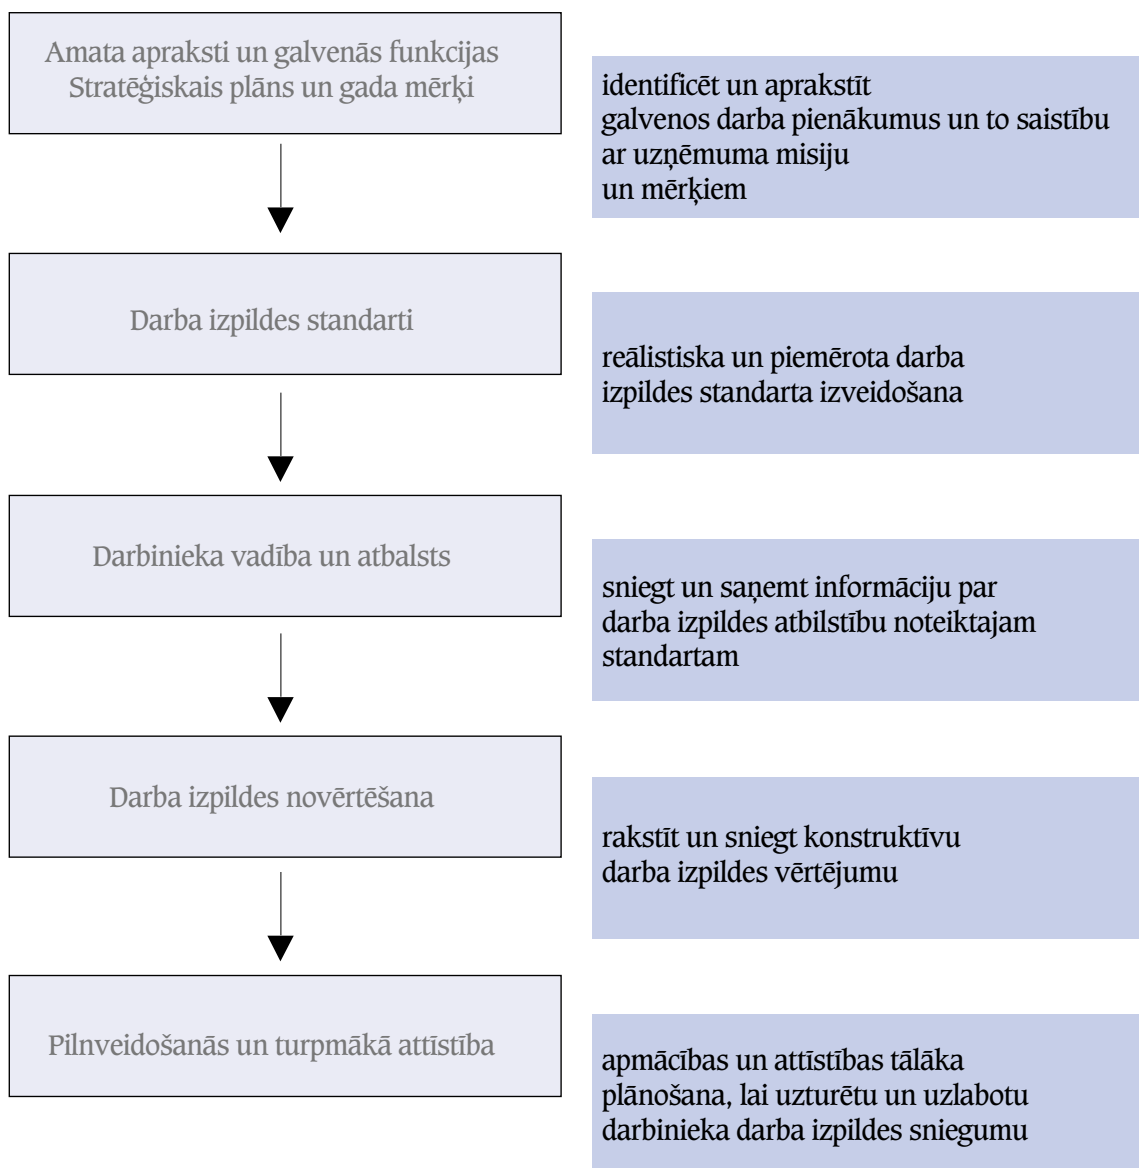 Amata apraksti un galvenās funkcijas
Stratēģiskais plāns un gada mērķi
identificēt un aprakstīt
galvenos darba pienākumus un to saistību
ar uzņēmuma misiju
un mērķiem
Darba izpildes standarti
reālistiska un piemērota darba
izpildes standarta izveidošana
Darbinieka vadība un atbalsts
sniegt un saņemt informāciju par
darba izpildes atbilstību noteiktajam
standartam
Darba izpildes novērtēšana
rakstīt un sniegt konstruktīvu
darba izpildes vērtējumu
Pilnveidošanās un turpmākā attīstība
apmācības un attīstības tālāka
plānošana, lai uzturētu un uzlabotu
darbinieka darba izpildes sniegumu